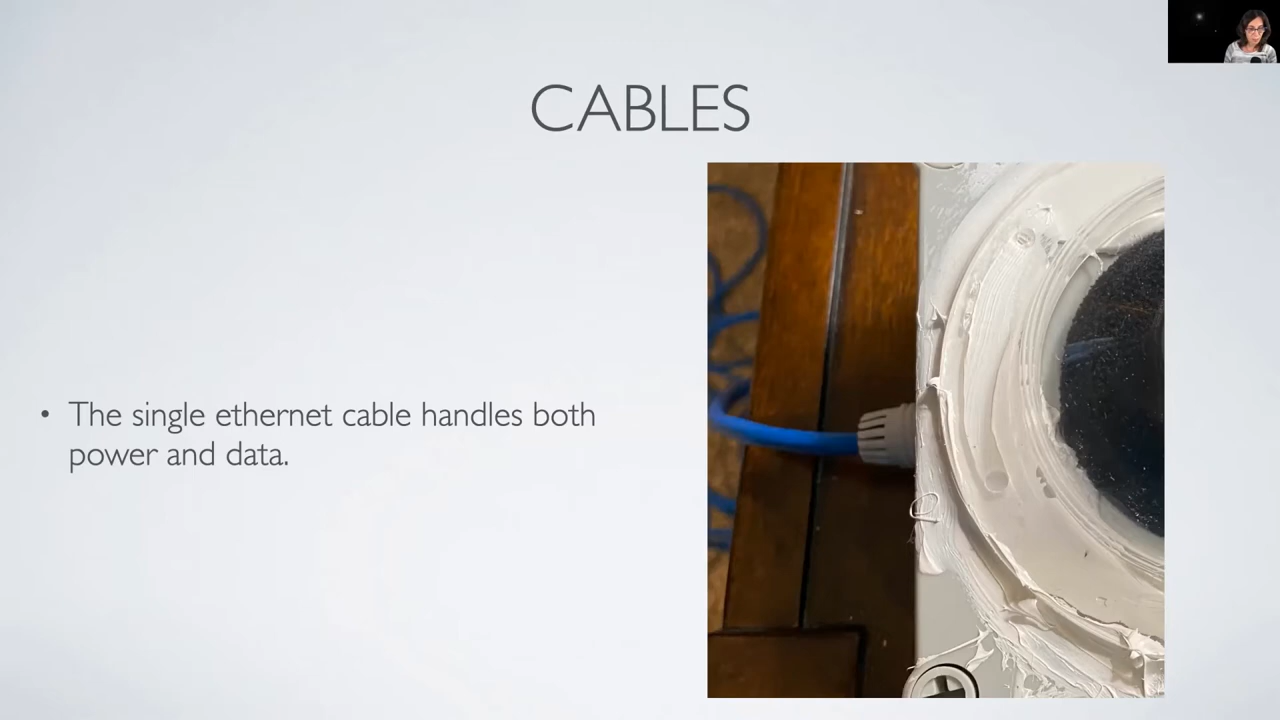 CABLES
• The single ethernet cable handles both
power and data.